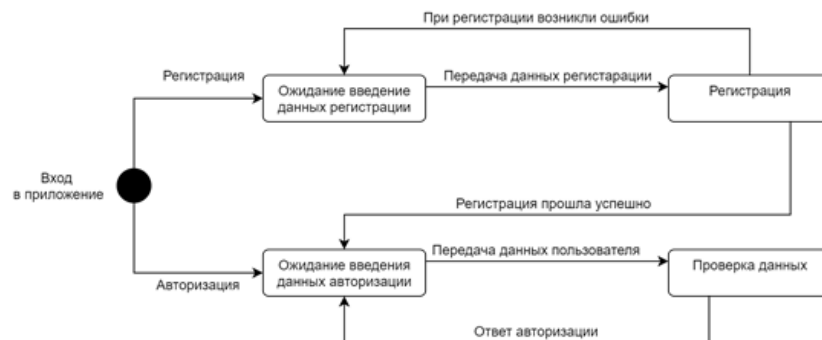 При регистрации возникли ошибки
Регистрация
Ожидание введение
данных регистрации
Передача данных регистарации
Регистрация
Вход
в приложение
Регистрация прошла успешно
Авторизация
Ожидание введения
данных авторизации
Передача данных пользователя
Проверка данных
Ответ авторизации